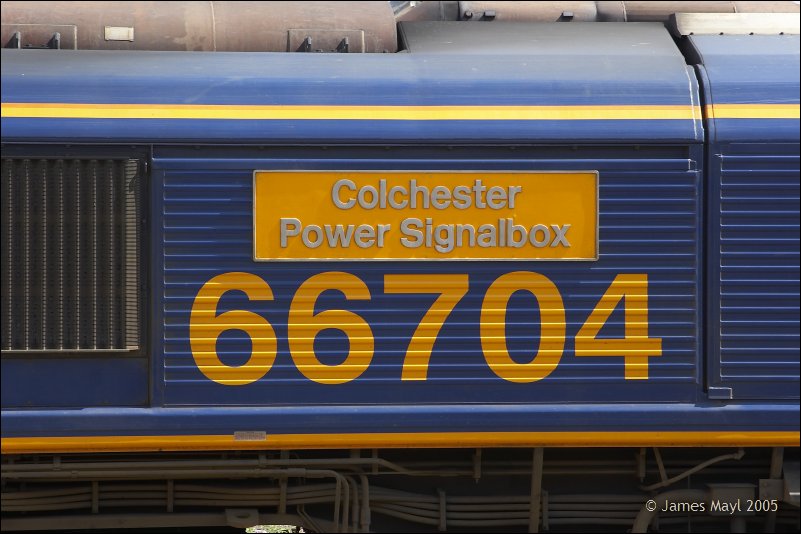 Colchester
Power Signalbox
66704
© James Mayl 2005